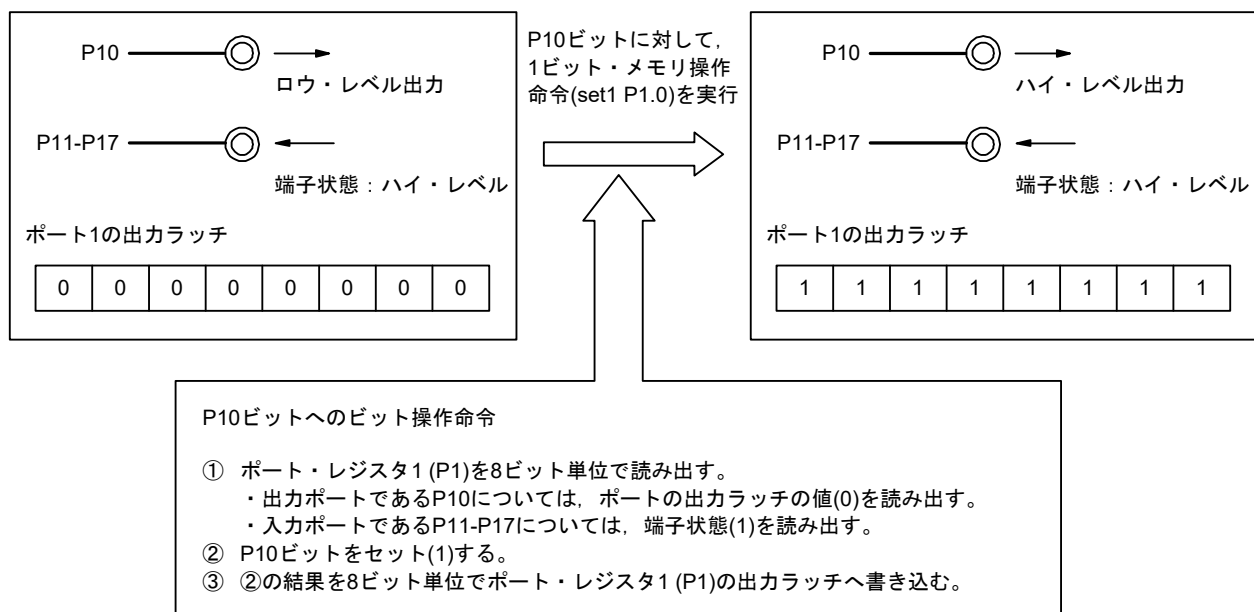 P10
ロウ・レベル出力
P11-P17
端子状態：ハイ・レベル
ポート1の出力ラッチ
0 0 0 0 0 0 0 0
P10ビットに対して，
1ビット・メモリ操作
命令(set1 P1.0)を実行
P10
ハイ・レベル出力
P11-P17
端子状態：ハイ・レベル
ポート1の出力ラッチ
1 1 1 1 1 1 1 1
P10ビットへのビット操作命令
① ポート・レジスタ1 (P1)を8ビット単位で読み出す。
・出力ポートであるP10については，ポートの出力ラッチの値(0)を読み出す。
・入力ポートであるP11-P17については，端子状態(1)を読み出す。
② P10ビットをセット(1)する。
③ ②の結果を8ビット単位でポート・レジスタ1 (P1)の出力ラッチへ書き込む。